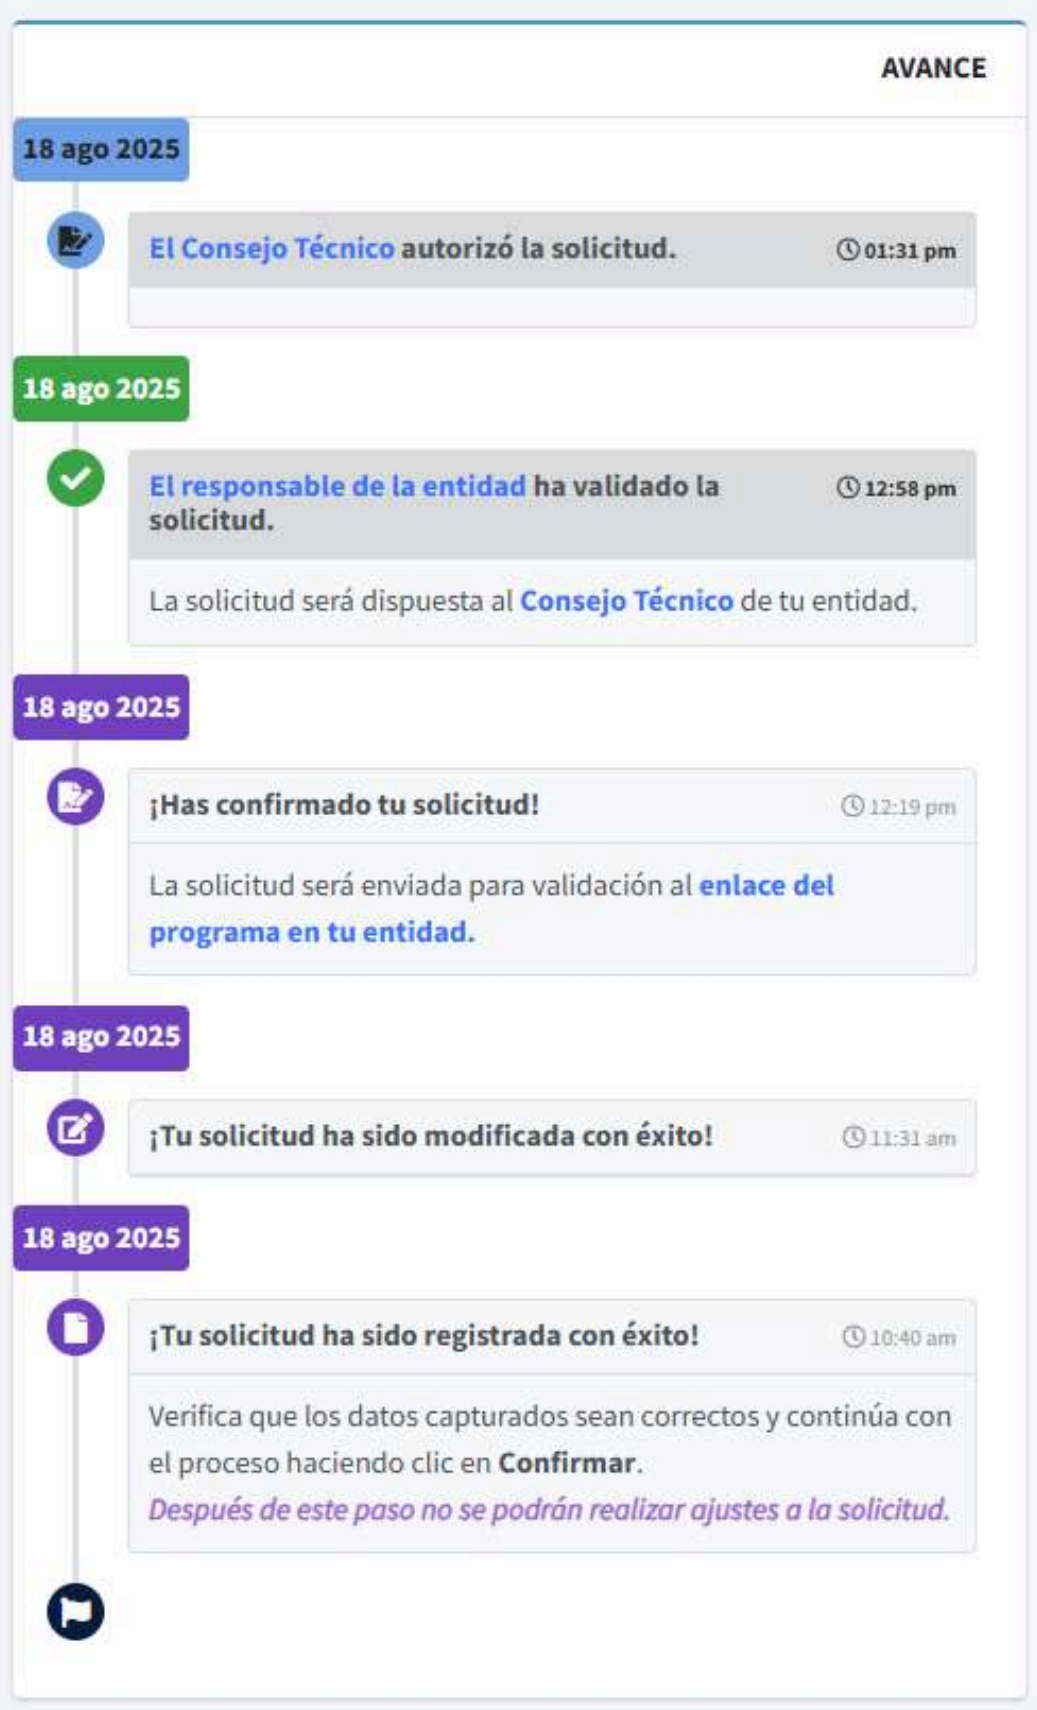 AVANCE
18 ago 2025
El Consejo Técnico autorizó la solicitud.
01:31 pm
18 ago 2025
El responsable de la entidad ha validado la
12:58 pm
solicitud.
La solicitud será dispuesta al Consejo Técnico de tu entidad.
18 ago 2025
¡Has confirmado tu solicitud!
12:19 pm
La solicitud será enviada para validación al enlace del
programa en tu entidad.
18 ago 2025
¡Tu solicitud ha sido modificada con éxito!
11:31 am
18 ago 2025
¡Tu solicitud ha sido registrada con éxito!
10:40 am
Verifica que los datos capturados sean correctos y continúa con
el proceso haciendo clic en Confirmar.
Después de este paso no se podrán realizar ajustes a la solicitud.